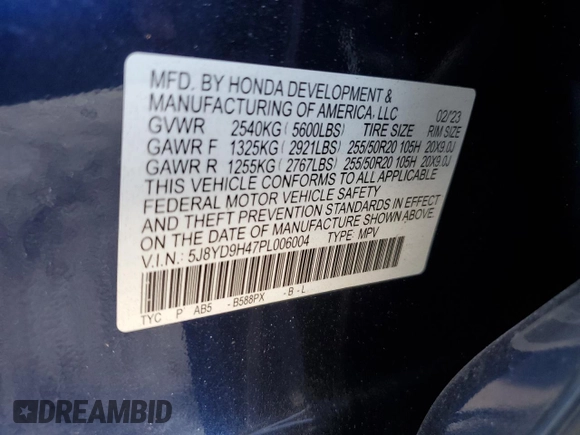 MFD. BY HONDA DEVELOPMENT &
MANUFACTURING OF AMERICA, LLC 02/23
GVWR 2540KG (5600LBS) TIRE SIZE RIM SIZE
GAWR F 1325KG (2921LBS) 255/50R20 105H 20X9.0J
GAWR R 1255KG (2767LBS) 255/50R20 105H 20X9.0J
THIS VEHICLE CONFORMS TO ALL APPLICABLE
FEDERAL MOTOR VEHICLE SAFETY
AND THEFT PREVENTION STANDARDS IN EFFECT
ON THE DATE OF MANUFACTURE SHOWN ABOVE.
V.I.N.: 5J8YD9H47PL006004 TYPE: MPV
TYC P AB5 - B588PX - B - L
DREAMBID